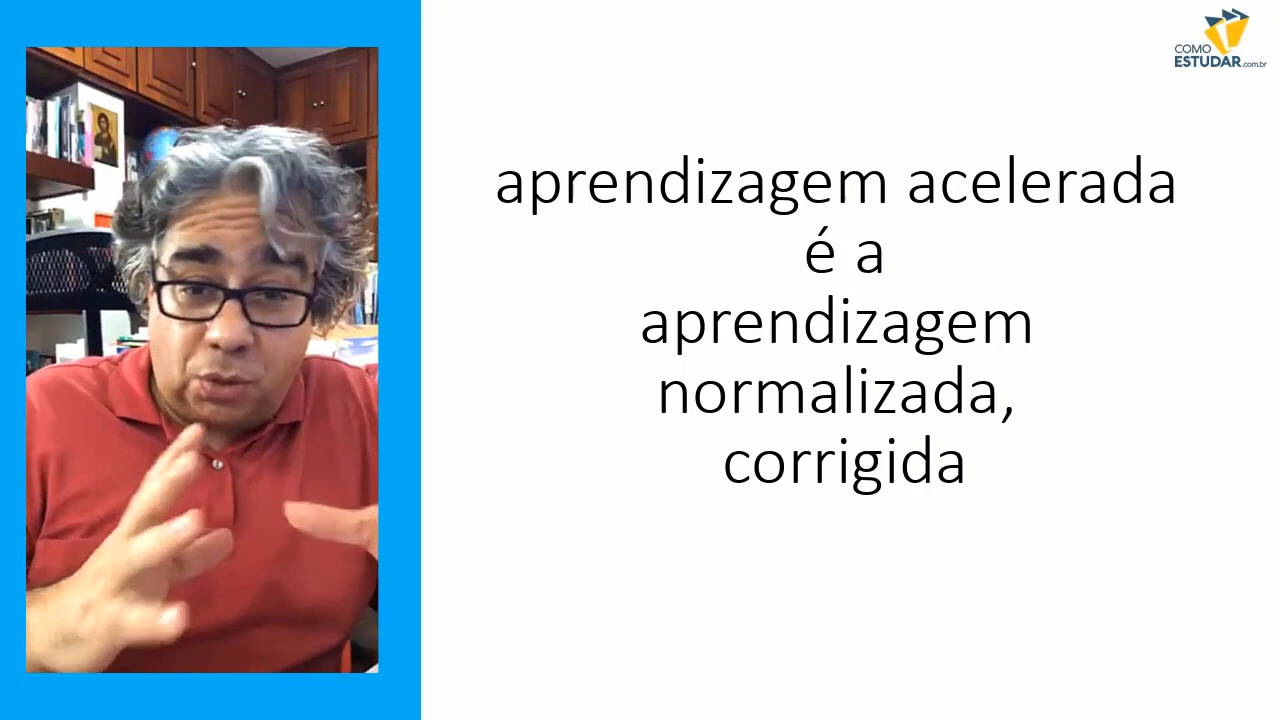 COMO
ESTUDAR.com.br
aprendizagem acelerada
é a
aprendizagem
normalizada,
corrigida